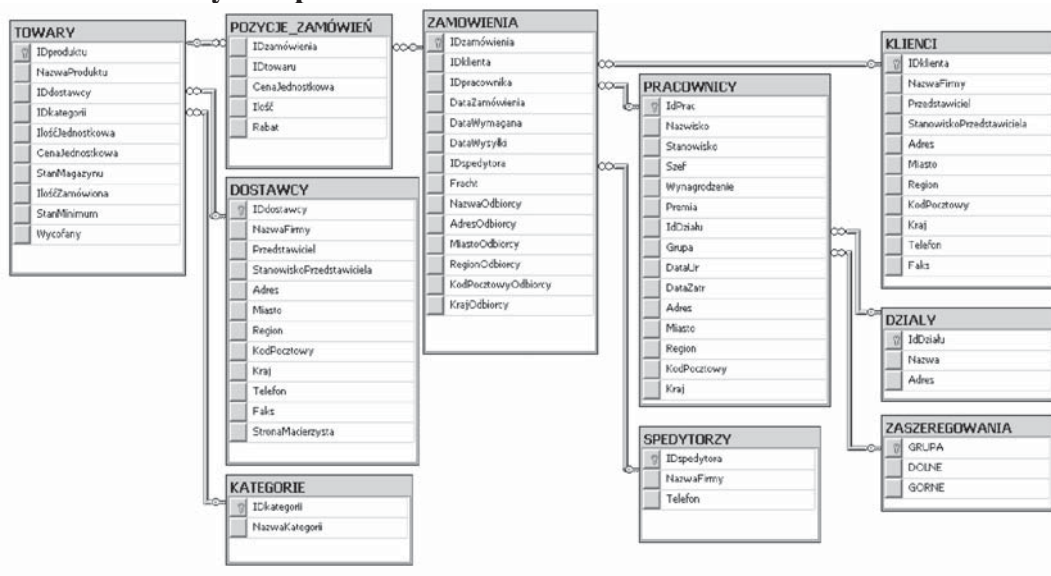 TOWARY
IDproduktu
NazwaProduktu
IDdostawcy
IDkategorii
IlośćJednostkowa
CenaJednostkowa
StanMagazynu
IlośćZamówiona
StanMinimum
Wycofany
POZYCJE_ZAMÓWIEŃ
IDzamówienia
IDtowaru
CenaJednostkowa
Ilość
Rabat
DOSTAWCY
IDdostawcy
NazwaFirmy
Przedstawiciel
StanowiskoPrzedstawiciela
Adres
Miasto
Region
KodPocztowy
Kraj
Telefon
Faks
StronaMacierzysta
KATEGORIE
IDkategorii
NazwaKategorii
ZAMOWIENIA
IDzamówienia
IDklienta
IDpracownika
DataZamówienia
DataWymagana
DataWysyłki
IDspedytora
Fracht
NazwaOdbiorcy
AdresOdbiorcy
MiastoOdbiorcy
RegionOdbiorcy
KodPocztowyOdbiorcy
KrajOdbiorcy
PRACOWNICY
IdPrac
Nazwisko
Stanowisko
Szef
Wynagrodzenie
Premia
IdDziału
Grupa
DataUr
DataZatr
Adres
Miasto
Region
KodPocztowy
Kraj
SPEDYTORZY
IDspedytora
NazwaFirmy
Telefon
KLIENCI
IDklienta
NazwaFirmy
Przedstawiciel
StanowiskoPrzedstawiciela
Adres
Miasto
Region
KodPocztowy
Kraj
Telefon
Faks
DZIALY
IdDziału
Nazwa
Adres
ZASZEREGOWANIA
GRUPA
DOLNE
GORNE